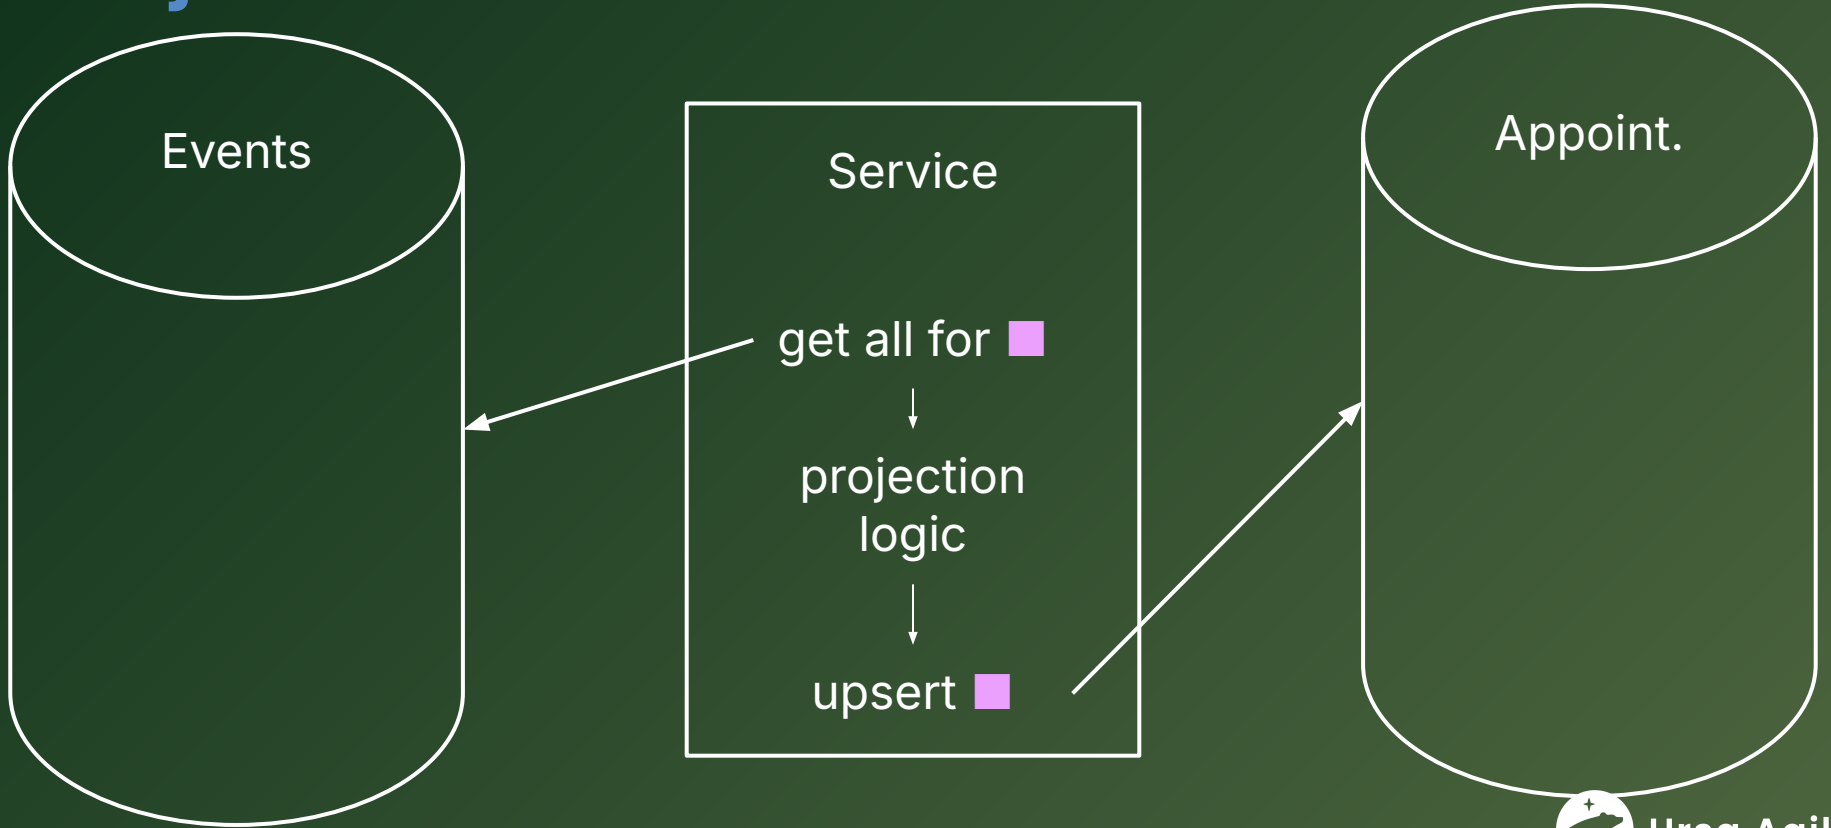 Events
Service
Appoint.
get all for
projection
logic
upsert